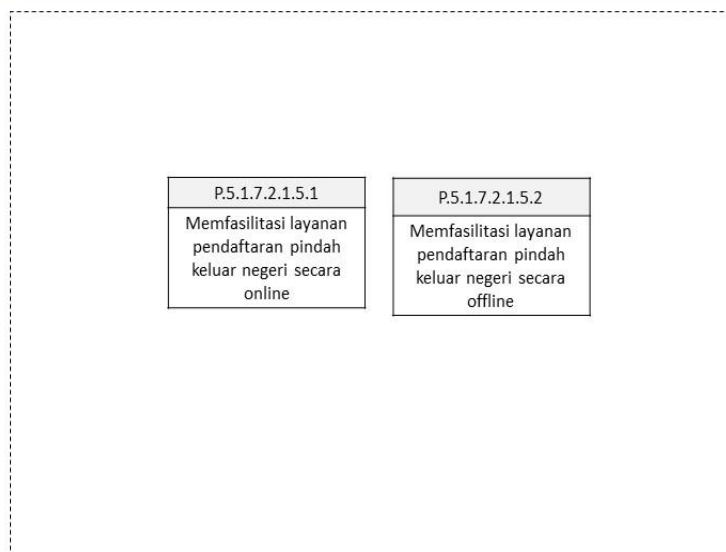 P.5.1.7.2.1.5.1
Memfasilitasi layanan
pendaftaran pindah
keluar negeri secara
online
P.5.1.7.2.1.5.2
Memfasilitasi layanan
pendaftaran pindah
keluar negeri secara
offline